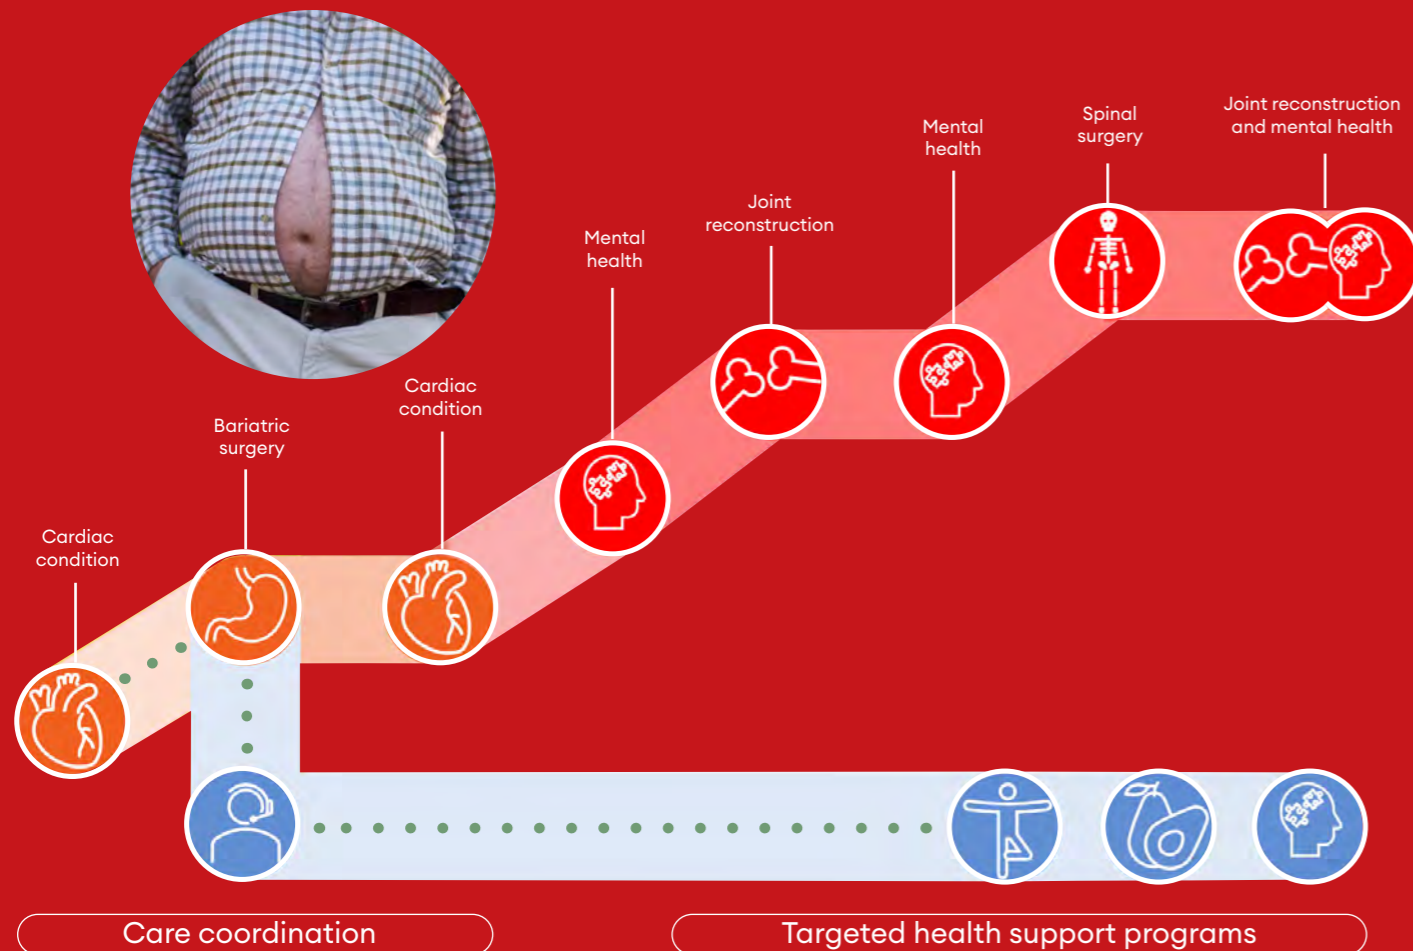 Cardiac
condition
Bariatric
surgery
Cardiac
condition
Mental
health
Joint
reconstruction
Mental
health
Spinal
surgery
Joint reconstruction
and mental health
Care coordination
Targeted health support programs